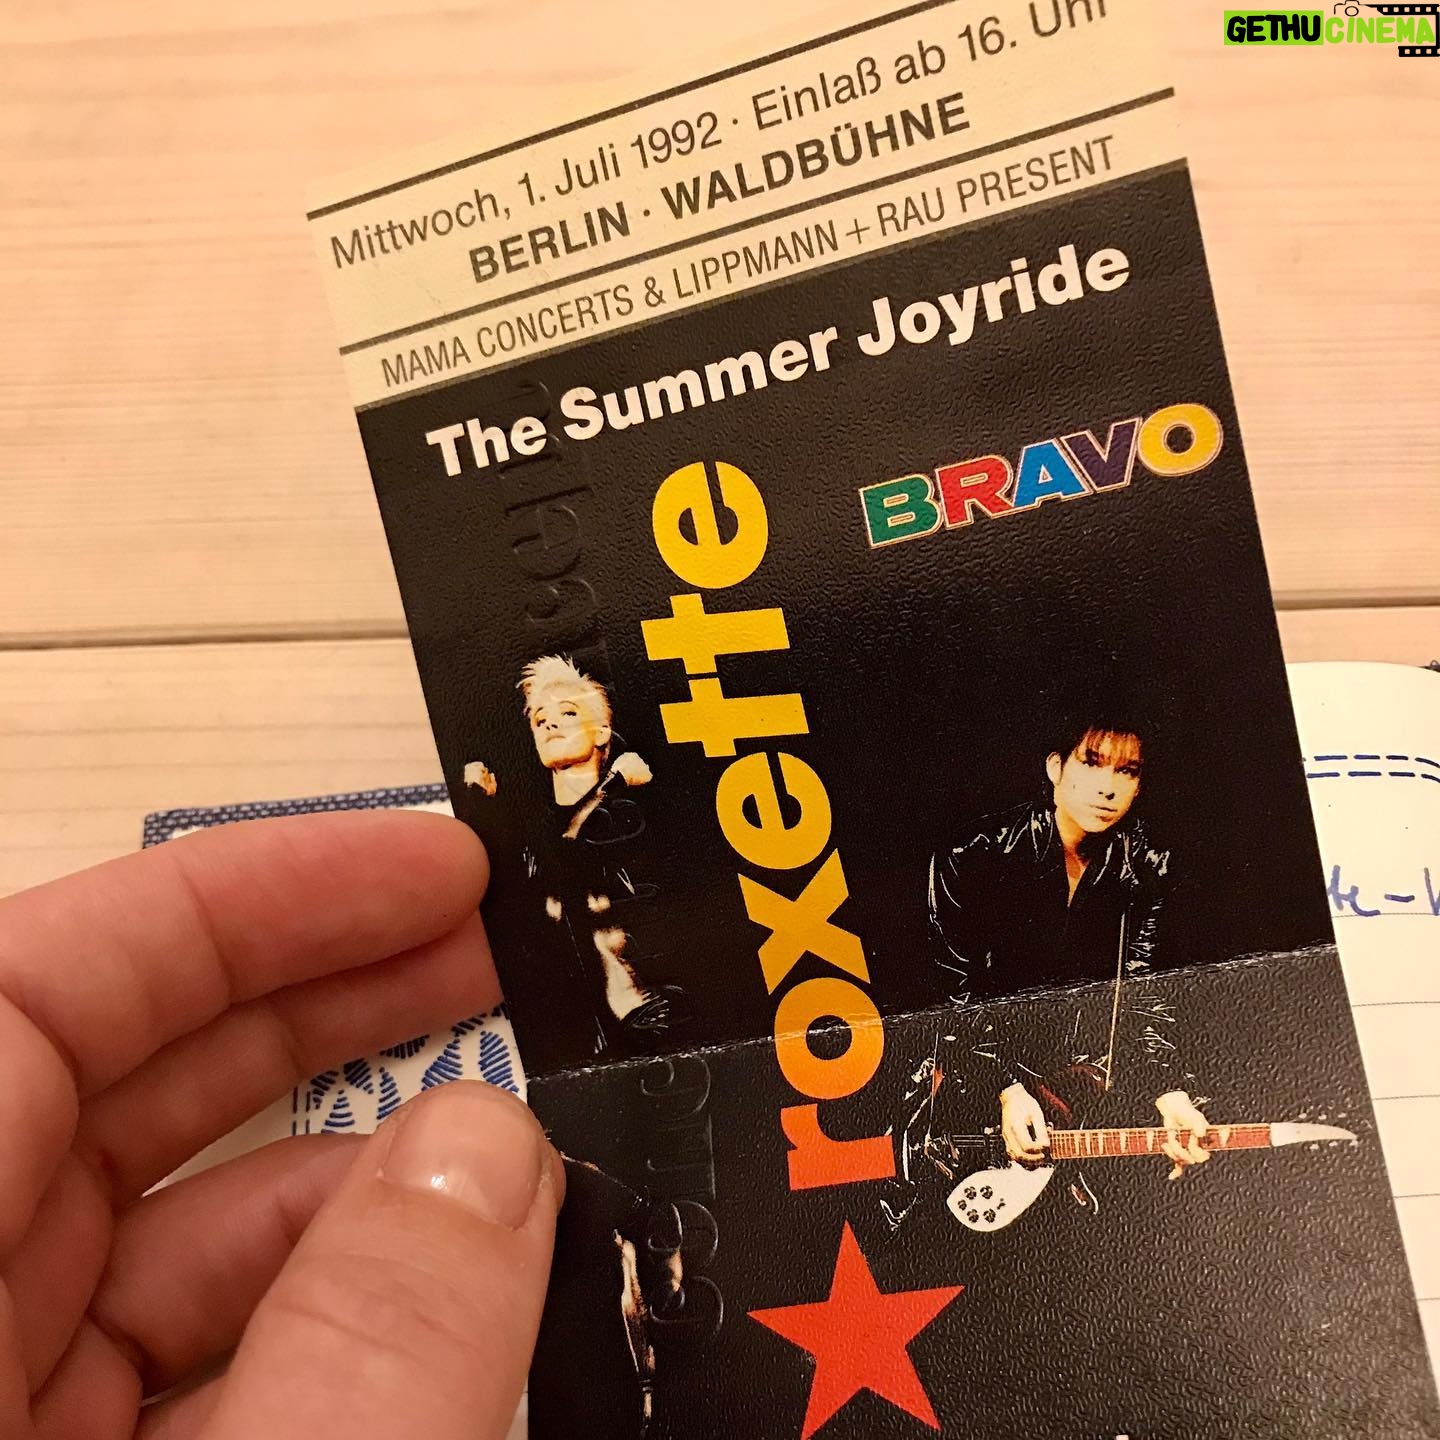 GETHUCINEMA
Mittwoch, 1. Juli 1992 · Einlaß ab 16. Uhr
BERLIN · WALDBÜHNE
MAMA CONCERTS & LIPPMANN + RAU PRESENT
The Summer Joyride
BRAVO
roxette